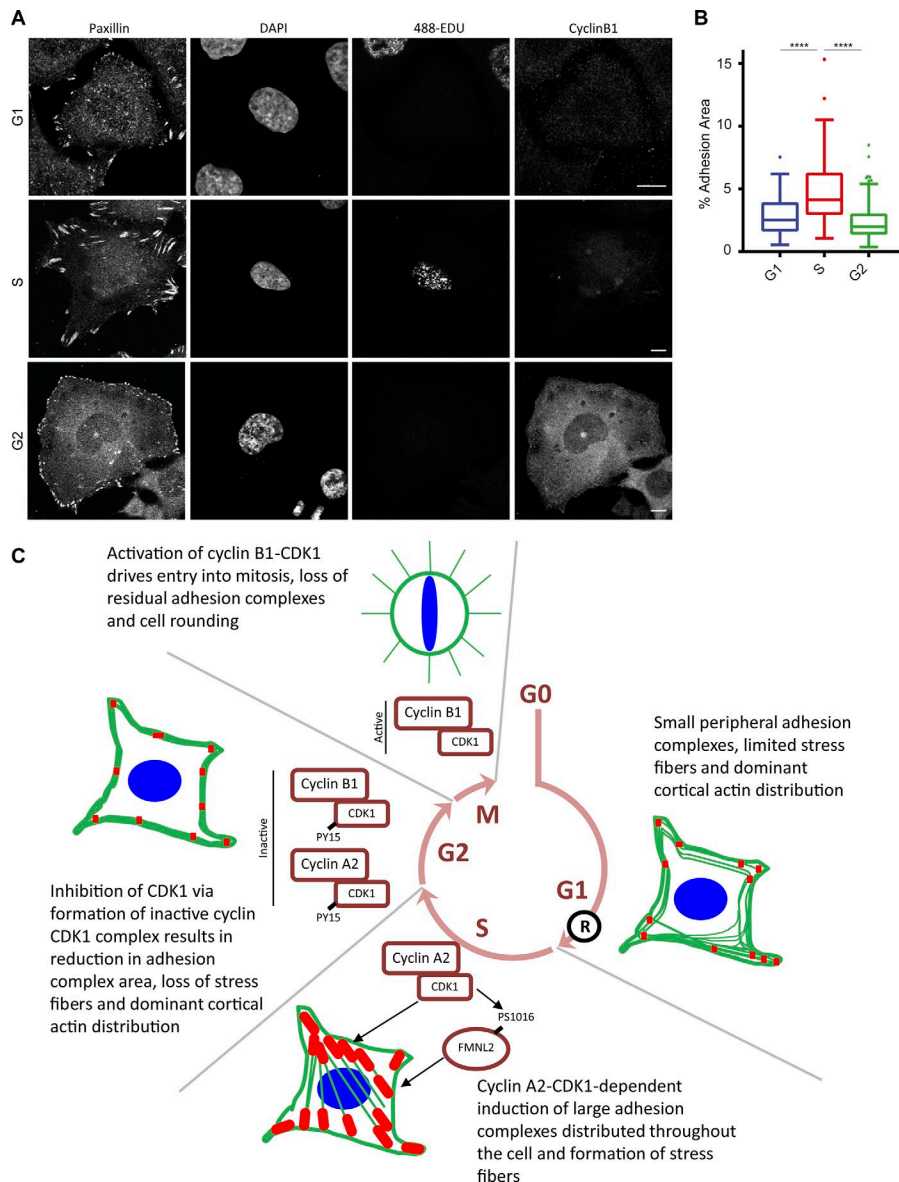 A
Paxillin
DAPI
488-EDU
CyclinB1
G1
S
G2
B
****
****
% Adhesion Area
15
10
5
0
G1
S
G2
C
Activation of cyclin B1-CDK1
drives entry into mitosis, loss of
residual adhesion complexes
and cell rounding
Active
Cyclin B1
CDK1
G0
Small peripheral adhesion
complexes, limited stress
fibers and dominant
cortical actin distribution
Inactive
Cyclin B1
CDK1
PY15
Cyclin A2
CDK1
PY15
M
G2
G1
R
S
Inhibition of CDK1 via
formation of inactive cyclin
CDK1 complex results in
reduction in adhesion
complex area, loss of stress
fibers and dominant cortical
actin distribution
Cyclin A2
CDK1
PS1016
FMNL2
Cyclin A2-CDK1-dependent
induction of large adhesion
complexes distributed throughout
the cell and formation of stress
fibers